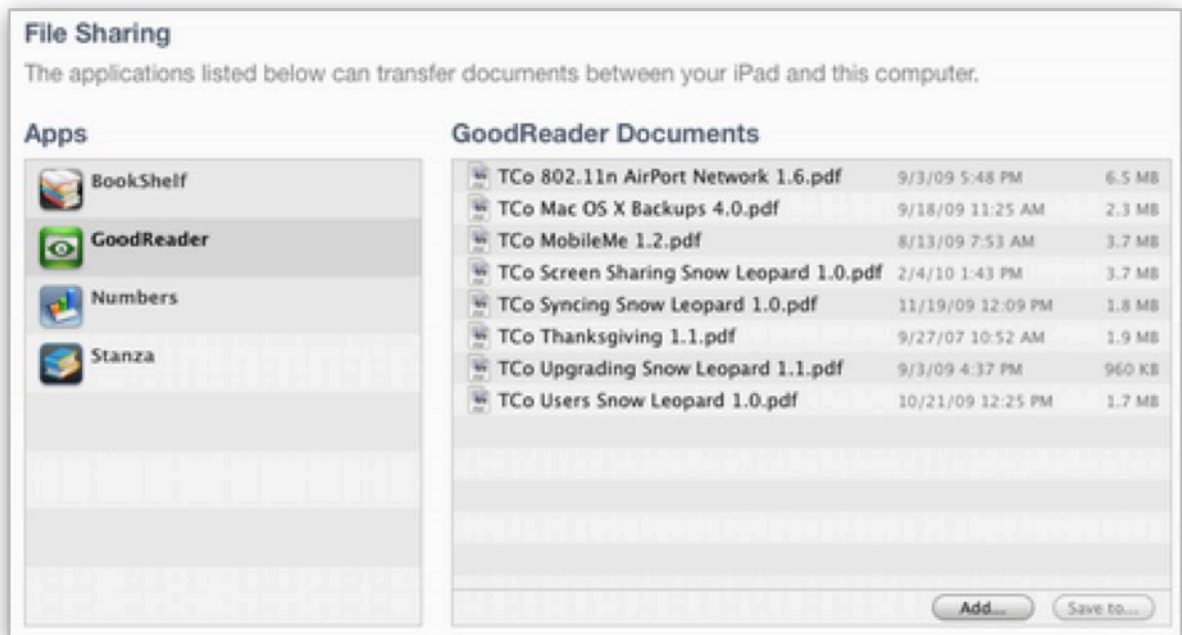 File Sharing
The applications listed below can transfer documents between your iPad and this computer.
Apps
BookShelf
GoodReader
Numbers
Stanza
GoodReader Documents
TCo 802.11n AirPort Network 1.6.pdf 9/3/09 5:48 PM 6.5 MB
TCo Mac OS X Backups 4.0.pdf 9/18/09 11:25 AM 2.3 MB
TCo MobileMe 1.2.pdf 8/13/09 7:53 AM 3.7 MB
TCo Screen Sharing Snow Leopard 1.0.pdf 2/4/10 1:43 PM 3.7 MB
TCo Syncing Snow Leopard 1.0.pdf 11/19/09 12:09 PM 1.8 MB
TCo Thanksgiving 1.1.pdf 9/27/07 10:52 AM 1.9 MB
TCo Upgrading Snow Leopard 1.1.pdf 9/3/09 4:37 PM 960 KB
TCo Users Snow Leopard 1.0.pdf 10/21/09 12:25 PM 1.7 MB
Add... Save to...